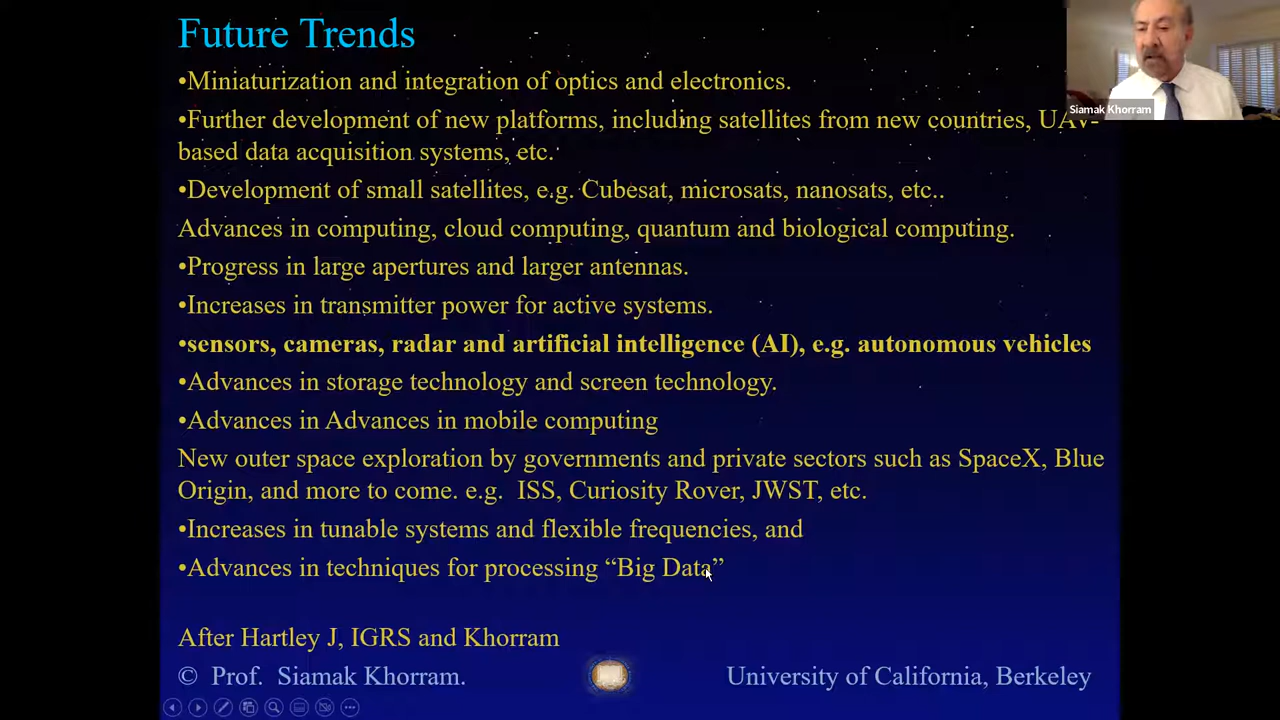 Future Trends
•Miniaturization and integration of optics and electronics.
•Further development of new platforms, including satellites from new countries, UAV-
based data acquisition systems, etc.
•Development of small satellites, e.g. Cubesat, microsats, nanosats, etc..
Advances in computing, cloud computing, quantum and biological computing.
•Progress in large apertures and larger antennas.
•Increases in transmitter power for active systems.
•sensors, cameras, radar and artificial intelligence (AI), e.g. autonomous vehicles
•Advances in storage technology and screen technology.
•Advances in Advances in mobile computing
New outer space exploration by governments and private sectors such as SpaceX, Blue
Origin, and more to come. e.g.  ISS, Curiosity Rover, JWST, etc.
•Increases in tunable systems and flexible frequencies, and
•Advances in techniques for processing “Big Data”
After Hartley J, IGRS and Khorram
© Prof. Siamak Khorram.
University of California, Berkeley
Siamak Khorram